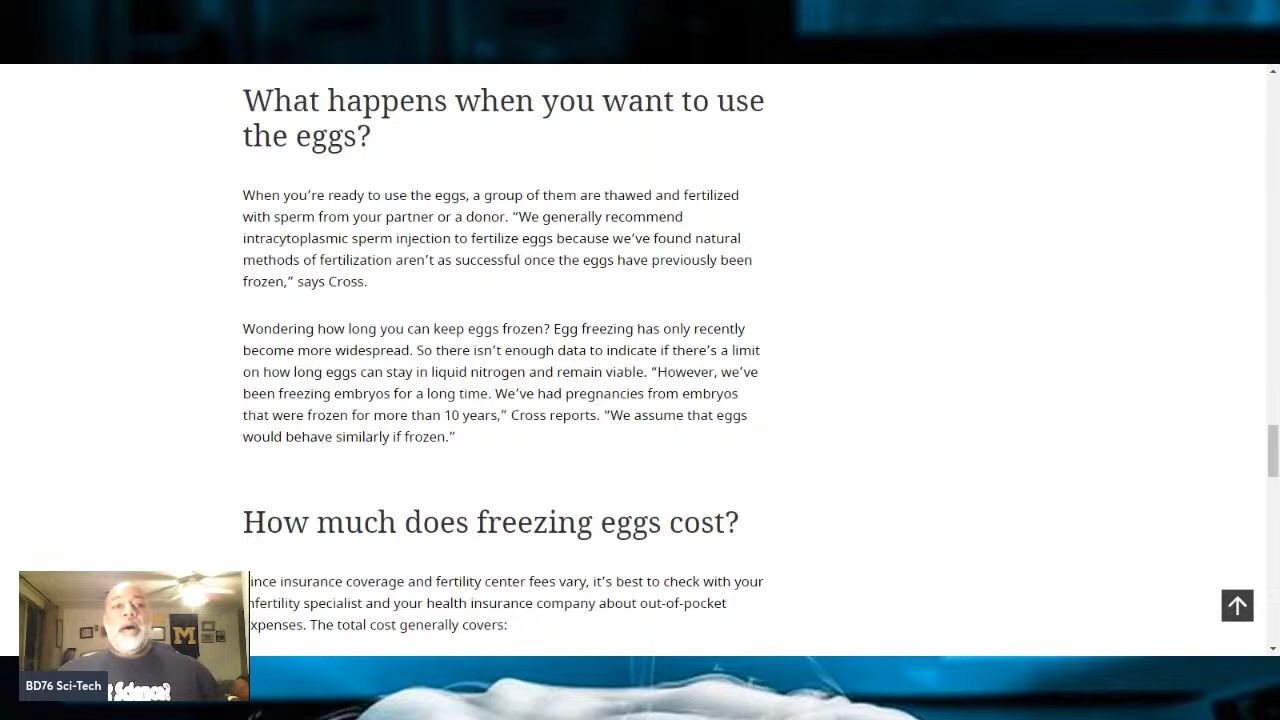 What happens when you want to use
the eggs?
When you’re ready to use the eggs, a group of them are thawed and fertilized
with sperm from your partner or a donor. “We generally recommend
intracytoplasmic sperm injection to fertilize eggs because we’ve found natural
methods of fertilization aren’t as successful once the eggs have previously been
frozen,” says Cross.
Wondering how long you can keep eggs frozen? Egg freezing has only recently
become more widespread. So there isn’t enough data to indicate if there’s a limit
on how long eggs can stay in liquid nitrogen and remain viable. “However, we’ve
been freezing embryos for a long time. We’ve had pregnancies from embryos
that were frozen for more than 10 years,” Cross reports. “We assume that eggs
would behave similarly if frozen.”
How much does freezing eggs cost?
ince insurance coverage and fertility center fees vary, it’s best to check with your
nfertility specialist and your health insurance company about out-of-pocket
xpenses. The total cost generally covers:
M
BD76 Sci-Tech
Science?